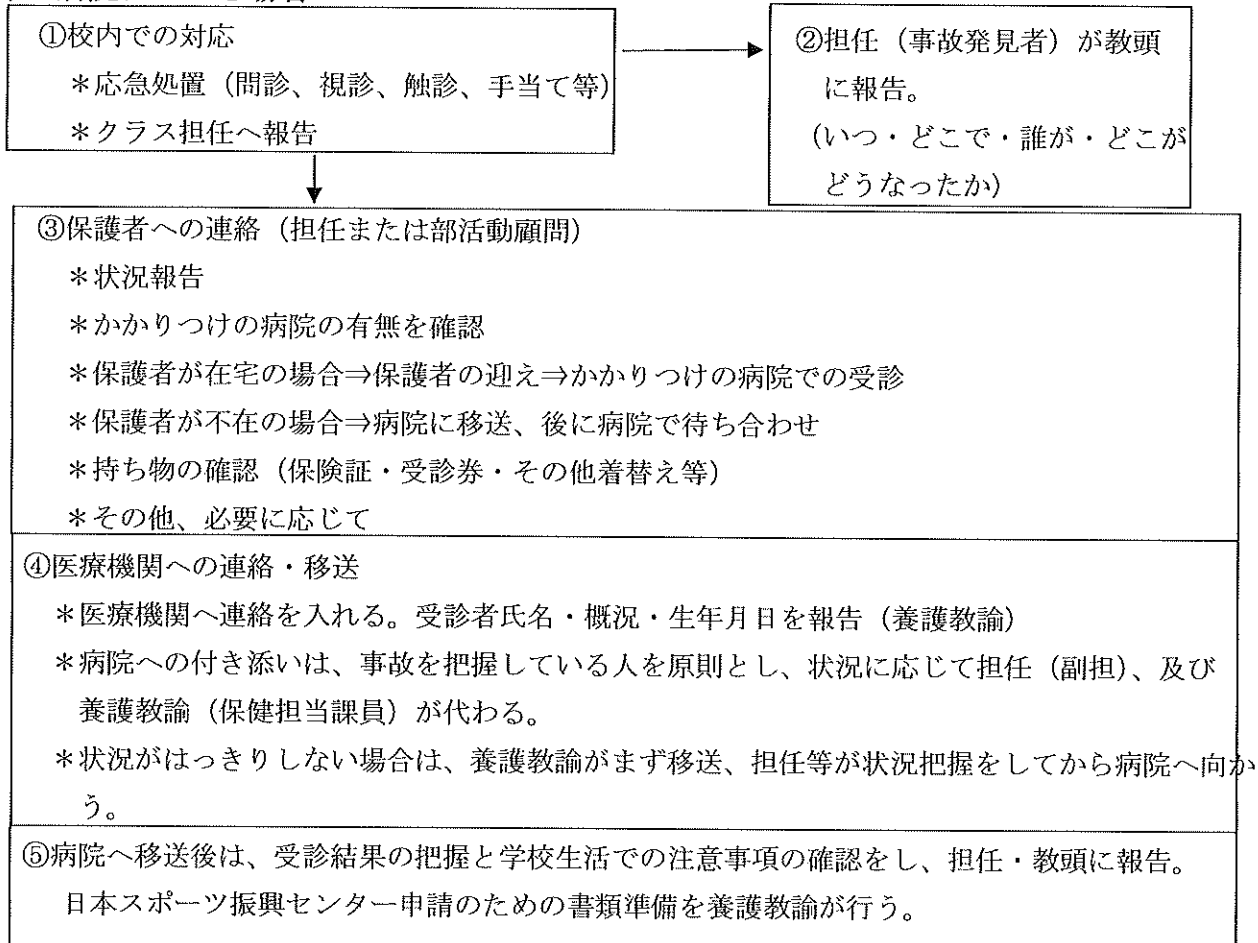 ①校内での対応
＊応急処置（問診、視診、触診、手当て等）
＊クラス担任へ報告
②担任（事故発見者）が教頭
に報告。
（いつ・どこで・誰が・どこが
どうなったか）
③保護者への連絡（担任または部活動顧問）
＊状況報告
＊かかりつけの病院の有無を確認
＊保護者が在宅の場合⇒保護者の迎え⇒かかりつけの病院での受診
＊保護者が不在の場合⇒病院に移送、後に病院で待ち合わせ
＊持ち物の確認（保険証・受診券・その他着替え等）
＊その他、必要に応じて
④医療機関への連絡・移送
＊医療機関へ連絡を入れる。受診者氏名・概況・生年月日を報告（養護教諭）
＊病院への付き添いは、事故を把握している人を原則とし、状況に応じて担任（副担）、及び
養護教諭（保健担当課員）が代わる。
＊状況がはっきりしない場合は、養護教諭がまず移送、担任等が状況把握をしてから病院へ向か
う。
⑤病院へ移送後は、受診結果の把握と学校生活での注意事項の確認をし、担任・教頭に報告。
日本スポーツ振興センター申請のための書類準備を養護教諭が行う。